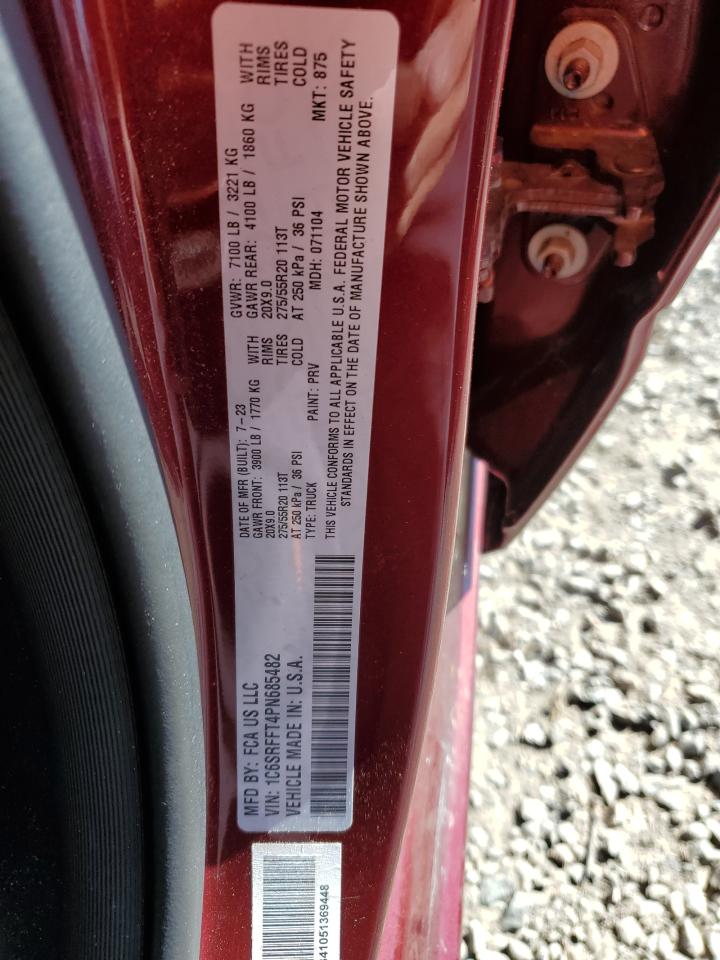 MFD BY: FCA US LLC
VIN: 1C6SRFFT4PN685482
VEHICLE MADE IN: U.S.A.
DATE OF MFR (BUILT): 7-23 GVWR: 7100 LB / 3221 KG
GAWR FRONT: 3900 LB / 1770 KG WITH GAWR REAR: 4100 LB / 1860 KG WITH
20X9.0 RIMS 20X9.0 RIMS
275/55R20 113T TIRES 275/55R20 113T TIRES
AT 250 kPa / 36 PSI COLD AT 250 kPa / 36 PSI COLD
TYPE: TRUCK PAINT: PRV MDH: 071104 MKT: 875
THIS VEHICLE CONFORMS TO ALL APPLICABLE U.S.A. FEDERAL MOTOR VEHICLE SAFETY
STANDARDS IN EFFECT ON THE DATE OF MANUFACTURE SHOWN ABOVE.
41051369448